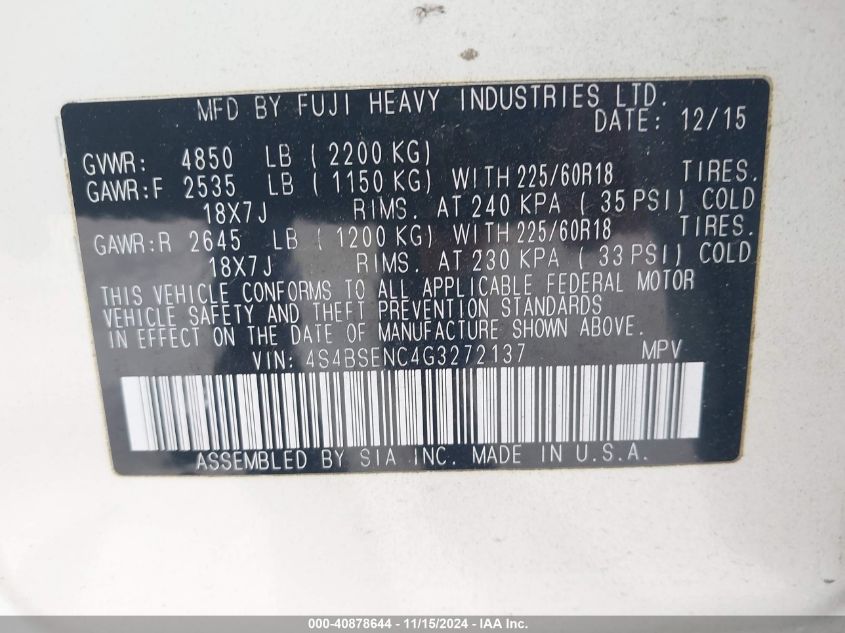 MFD BY FUJI HEAVY INDUSTRIES LTD.
DATE: 12/15
GVWR: 4850 LB ( 2200 KG)
GAWR:F 2535 LB ( 1150 KG) WITH 225/60R18 TIRES.
18X7J RIMS. AT 240 KPA ( 35 PSI) COLD
GAWR:R 2645 LB ( 1200 KG) WITH 225/60R18 TIRES.
18X7J RIMS. AT 230 KPA ( 33 PSI) COLD
THIS VEHICLE CONFORMS TO ALL APPLICABLE FEDERAL MOTOR
VEHICLE SAFETY AND THEFT PREVENTION STANDARDS
IN EFFECT ON THE DATE OF MANUFACTURE SHOWN ABOVE.
VIN: 4S4BSENC4G3272137 MPV
ASSEMBLED BY SIA INC. MADE IN U.S.A.
000-40878644 - 11/15/2024 - IAA Inc.